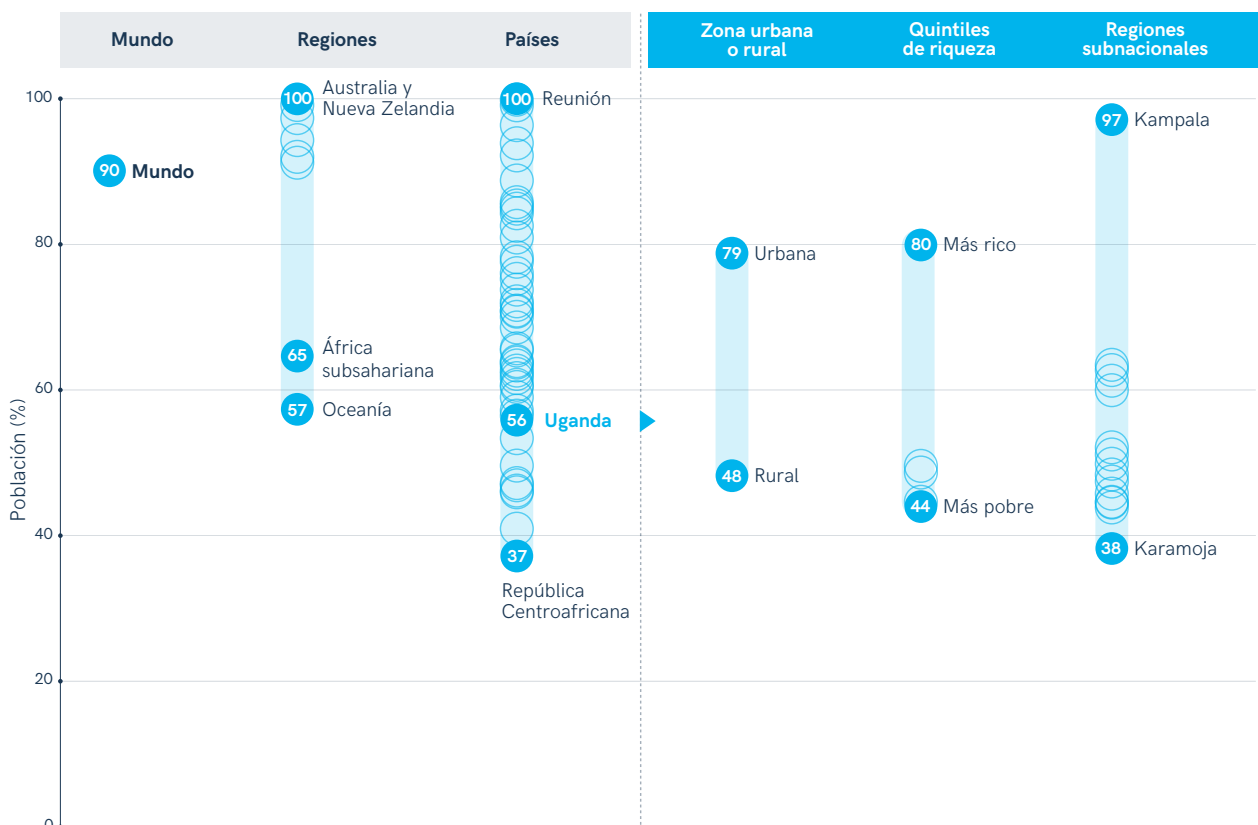 Mundo
Regiones
Países
Zona urbana
o rural
Quintiles
de riqueza
Regiones
subnacionales
Población (%)
100
80
60
40
20
0
90 Mundo
100 Australia y
Nueva Zelandia
65 África
subsahariana
57 Oceanía
100 Reunión
56 Uganda
37
República
Centroafricana
79 Urbana
48 Rural
80 Más rico
44 Más pobre
97 Kampala
38 Karamoja